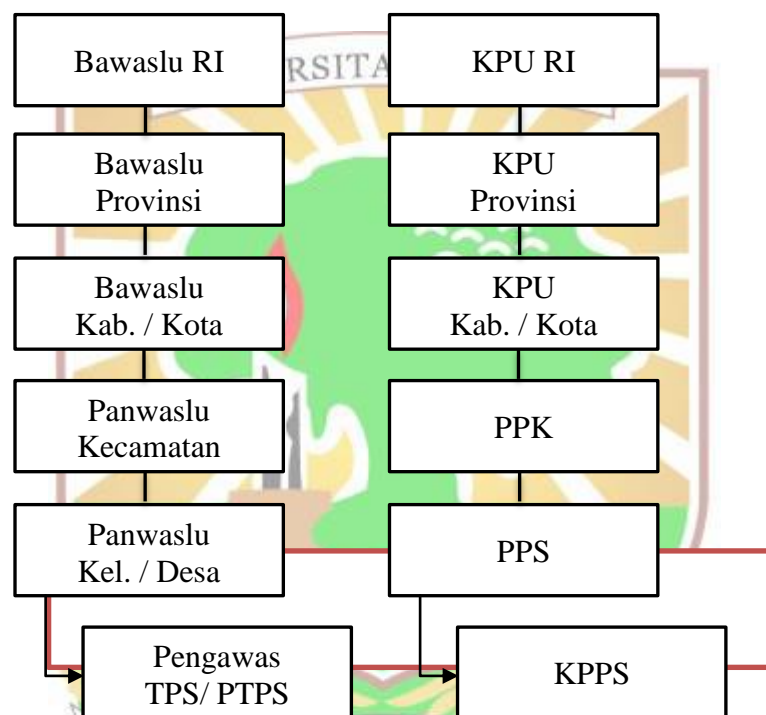 Bawaslu RI
RSITA
KPU RI
Bawaslu
Provinsi
KPU
Provinsi
Bawaslu
Kab. / Kota
KPU
Kab. / Kota
Panwaslu
Kecamatan
PPK
Panwaslu
Kel. / Desa
PPS
Pengawas
TPS/ PTPS
KPPS